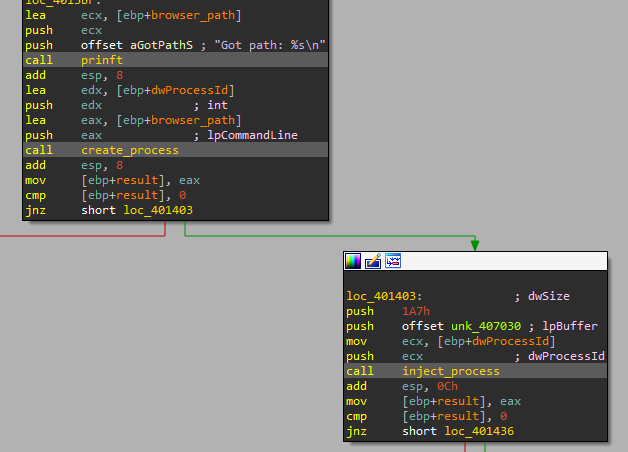 lea ecx, [ebp+browser_path]
push ecx
push offset aGotPathS ; "Got path: %s\n"
call prinft
add esp, 8
lea edx, [ebp+dwProcessId]
push edx ; int
lea eax, [ebp+browser_path]
push eax ; lpCommandLine
call create_process
add esp, 8
mov [ebp+result], eax
cmp [ebp+result], 0
jnz short loc_401403
loc_401403: ; dwSize
push 1A7h
push offset unk_407030 ; lpBuffer
mov ecx, [ebp+dwProcessId]
push ecx ; dwProcessId
call inject_process
add esp, 0Ch
mov [ebp+result], eax
cmp [ebp+result], 0
jnz short loc_401436